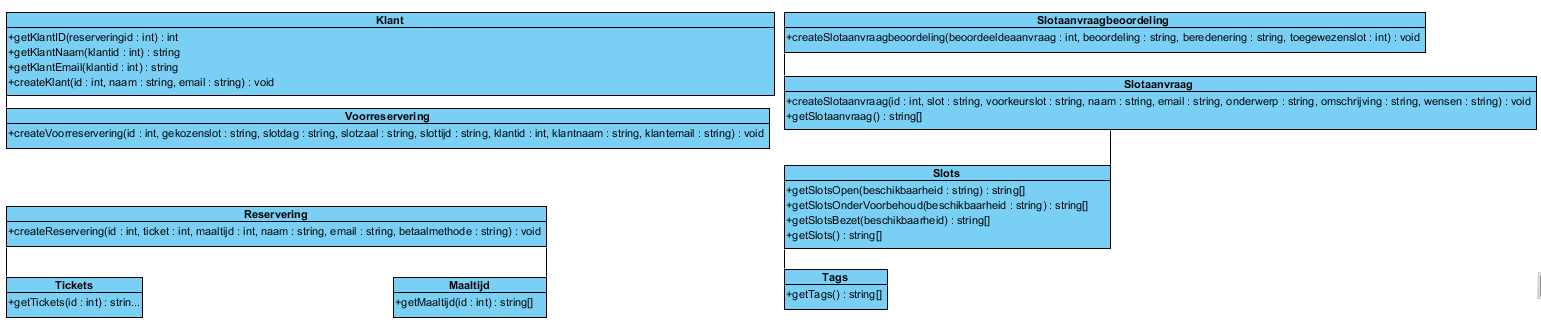 Klant
+getKlantID(reserveringid : int) : int
+getKlantNaam(klantid : int) : string
+getKlantEmail(klantid : int) : string
+createKlant(id : int, naam : string, email : string) : void
Voorreservering
+createVoorreservering(id : int, gekozenslot : string, slotdag : string, slotzaal : string, slottijd : string, klantid : int, klantnaam : string, klantemail : string) : void
Reservering
+createReservering(id : int, ticket : int, maaltijd : int, naam : string, email : string, betaalmethode : string) : void
Tickets
+getTickets(id : int) : strin...
Maaltijd
+getMaaltijd(id : int) : string[]
Slotaanvraagbeoordeling
+createSlotaanvraagbeoordeling(beoordeeldeaanvraag : int, beoordeling : string, beredenering : string, toegewezenslot : int) : void
Slotaanvraag
+createSlotaanvraag(id : int, slot : string, voorkeurslot : string, naam : string, email : string, onderwerp : string, omschrijving : string, wensen : string) : void
+getSlotaanvraag() : string[]
Slots
+getSlotsOpen(beschikbaarheid : string) : string[]
+getSlotsOnderVoorbehoud(beschikbaarheid : string) : string[]
+getSlotsBezet(beschikbaarheid) : string[]
+getSlots() : string[]
Tags
+getTags() : string[]